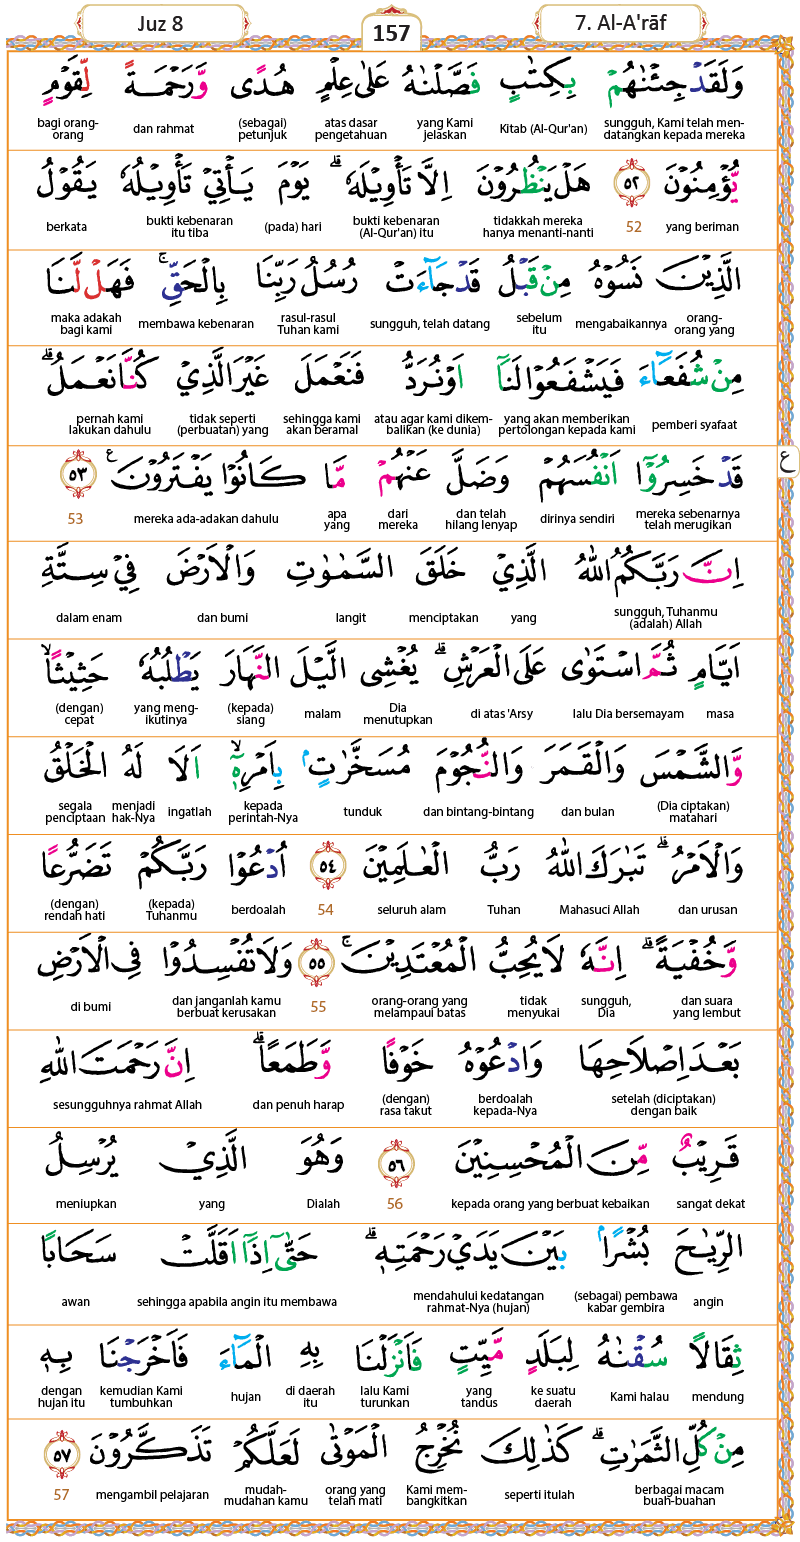 Juz 8
157
7. Al-A'rāf
وَلَقَدْ جِئْنٰهُمْ بِكِتٰبٍ فَصَّلْنٰهُ عَلٰى عِلْمٍ هُدًى وَّرَحْمَةً لِّقَوْمٍ
sungguh, Kami telah men-datangkan kepada mereka Kitab (Al-Qur'an) yang Kami jelaskan atas dasar pengetahuan (sebagai) petunjuk dan rahmat bagi orang-orang
يُّؤْمِنُوْنَ ٥٢ هَلْ يَنْظُرُوْنَ اِلَّا تَأْوِيْلَهٗۗ يَوْمَ يَأْتِيْ تَأْوِيْلُهٗ يَقُوْلُ
yang beriman 52 tidakkah mereka hanya menanti-nanti bukti kebenaran (Al-Qur'an) itu (pada) hari bukti kebenaran itu tiba berkata
الَّذِيْنَ نَسُوْهُ مِنْ قَبْلُ قَدْ جَاۤءَتْ رُسُلُ رَبِّنَا بِالْحَقِّۚ فَهَلْ لَّنَا
orang-orang yang mengabaikannya sebelum itu sungguh, telah datang rasul-rasul Tuhan kami membawa kebenaran maka adakah bagi kami
مِنْ شُفَعَاۤءَ فَيَشْفَعُوْا لَنَآ اَوْ نُرَدُّ فَنَعْمَلَ غَيْرَ الَّذِيْ كُنَّا نَعْمَلُۗ
pemberi syafaat yang akan memberikan pertolongan kepada kami atau agar kami dikem-balikan (ke dunia) sehingga kami akan beramal tidak seperti (perbuatan) yang pernah kami lakukan dahulu
قَدْ خَسِرُوْٓا اَنْفُسَهُمْ وَضَلَّ عَنْهُمْ مَّا كَانُوْا يَفْتَرُوْنَ ࣖ ٥٣
ع
mereka sebenarnya telah merugikan dirinya sendiri dan telah hilang lenyap dari mereka apa yang mereka ada-adakan dahulu 53
اِنَّ رَبَّكُمُ اللّٰهُ الَّذِيْ خَلَقَ السَّمٰوٰتِ وَالْاَرْضَ فِيْ سِتَّةِ
sungguh, Tuhanmu (adalah) Allah yang menciptakan langit dan bumi dalam enam
اَيَّامٍ ثُمَّ اسْتَوٰى عَلَى الْعَرْشِۗ يُغْشِى الَّيْلَ النَّهَارَ يَطْلُبُهٗ حَثِيْثًاۙ
masa lalu Dia bersemayam di atas 'Arsy Dia menutupkan malam (kepada) siang yang meng-ikutinya (dengan) cepat
وَّالشَّمْسَ وَالْقَمَرَ وَالنُّجُوْمَ مُسَخَّرٰتٍۢ بِاَمْرِهٖٓۙ اَلَا لَهُ الْخَلْقُ
(Dia ciptakan) matahari dan bulan dan bintang-bintang tunduk kepada perintah-Nya ingatlah menjadi hak-Nya segala penciptaan
وَالْاَمْرُۗ تَبٰرَكَ اللّٰهُ رَبُّ الْعٰلَمِيْنَ ٥٤ اُدْعُوْا رَبَّكُمْ تَضَرُّعًا
dan urusan Mahasuci Allah Tuhan seluruh alam 54 berdoalah (kepada) Tuhanmu (dengan) rendah hati
وَّخُفْيَةًۗ اِنَّهٗ لَا يُحِبُّ الْمُعْتَدِيْنَۚ ٥٥ وَلَا تُفْسِدُوْا فِى الْاَرْضِ
dan suara yang lembut sungguh, Dia tidak menyukai orang-orang yang melampaui batas 55 dan janganlah kamu berbuat kerusakan di bumi
بَعْدَ اِصْلَاحِهَا وَادْعُوْهُ خَوْفًا وَّطَمَعًاۗ اِنَّ رَحْمَتَ اللّٰهِ
setelah (diciptakan) dengan baik berdoalah kepada-Nya (dengan) rasa takut dan penuh harap sesungguhnya rahmat Allah
قَرِيْبٌ مِّنَ الْمُحْسِنِيْنَ ٥٦ وَهُوَ الَّذِيْ يُرْسِلُ
sangat dekat kepada orang yang berbuat kebaikan 56 Dialah yang meniupkan
الرِّيٰحَ بُشْرًاۢ بَيْنَ يَدَيْ رَحْمَتِهٖۗ حَتّٰٓى اِذَآ اَقَلَّتْ سَحَابًا
angin (sebagai) pembawa kabar gembira mendahului kedatangan rahmat-Nya (hujan) sehingga apabila angin itu membawa awan
ثِقَالًا سُقْنٰهُ لِبَلَدٍ مَّيِّتٍ فَاَنْزَلْنَا بِهِ الْمَاۤءَ فَاَخْرَجْنَا بِهٖ
mendung Kami halau ke suatu daerah yang tandus lalu Kami turunkan di daerah itu hujan kemudian Kami tumbuhkan dengan hujan itu
مِنْ كُلِّ الثَّمَرٰتِۗ كَذٰلِكَ نُخْرِجُ الْمَوْتٰى لَعَلَّكُمْ تَذَكَّرُوْنَ ٥٧
berbagai macam buah-buahan seperti itulah Kami mem-bangkitkan orang yang telah mati mudah-mudahan kamu mengambil pelajaran 57